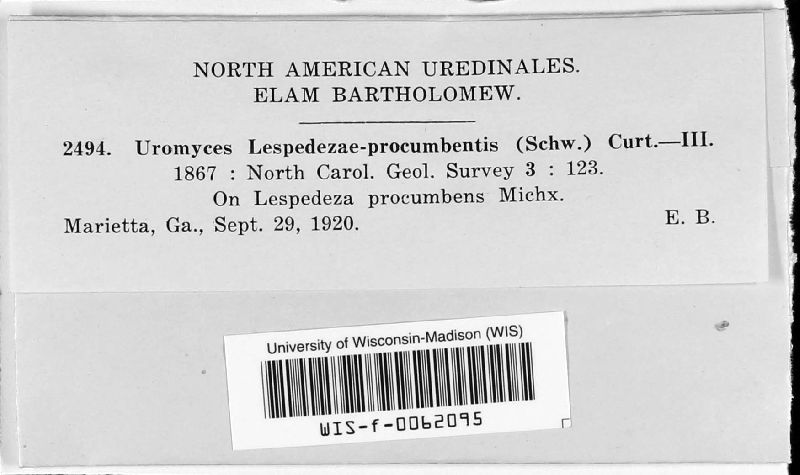 NORTH AMERICAN UREDINALES.
ELAM BARTHOLOMEW.
2494. Uromyces Lespedezae-procumbentis (Schw.) Curt.—III.
1867 : North Carol. Geol. Survey 3 : 123.
On Lespedeza procumbens Michx.
Marietta, Ga., Sept. 29, 1920. E. B.
University of Wisconsin-Madison (WIS)
WIS-f-0062095